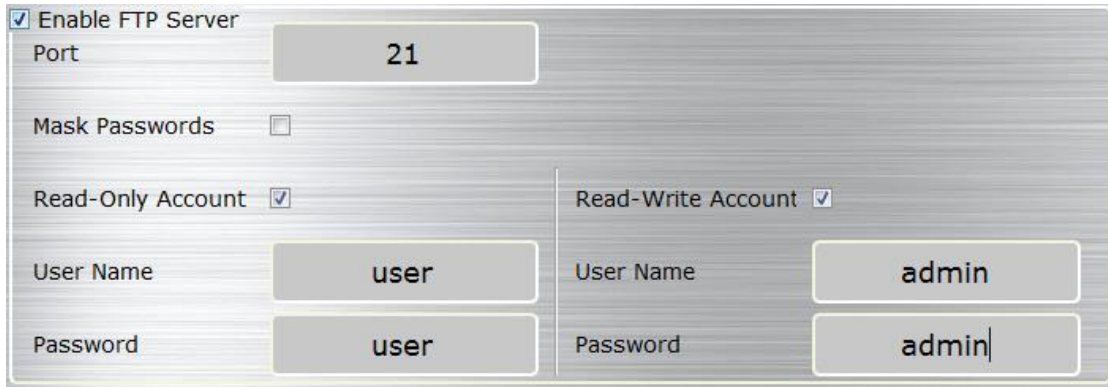 Enable FTP Server
Port 21
Mask Passwords
Read-Only Account Read-Write Account
User Name user User Name admin
Password user Password admin